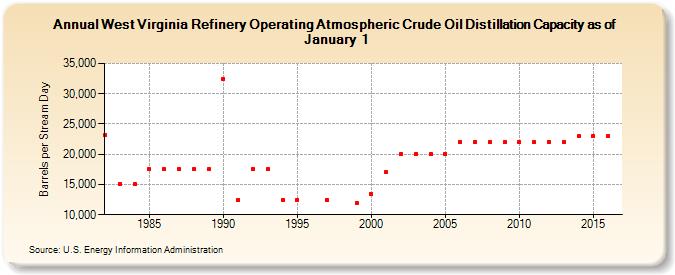 Annual West Virginia Refinery Operating Atmospheric Crude Oil Distillation Capacity as of
January 1
Barrels per Stream Day
35,000
30,000
25,000
20,000
15,000
10,000
1985 1990 1995 2000 2005 2010 2015
Source: U.S. Energy Information Administration